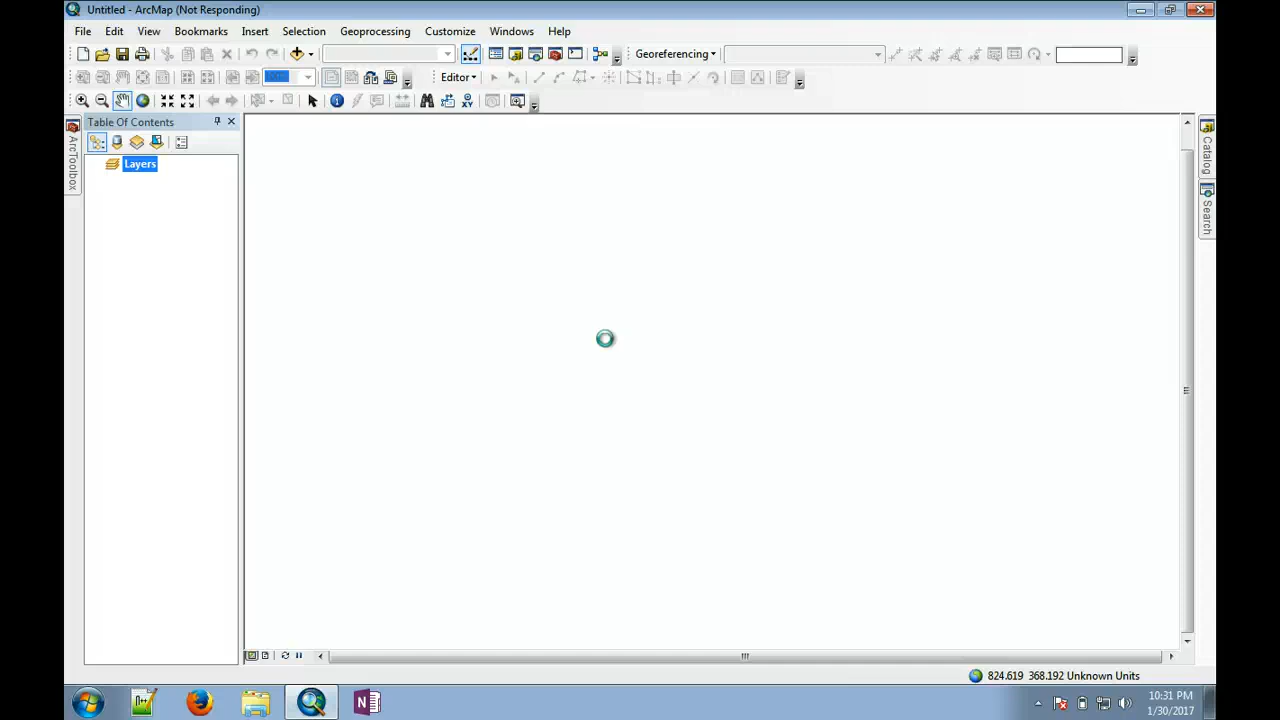 Untitled - ArcMap (Not Responding)
File Edit View Bookmarks Insert Selection Geoprocessing Customize Windows Help
Georeferencing
Editor
Table Of Contents
Layers
ArcToolbox
Catalog
Search
824.619 368.192 Unknown Units
10:31 PM
1/30/2017